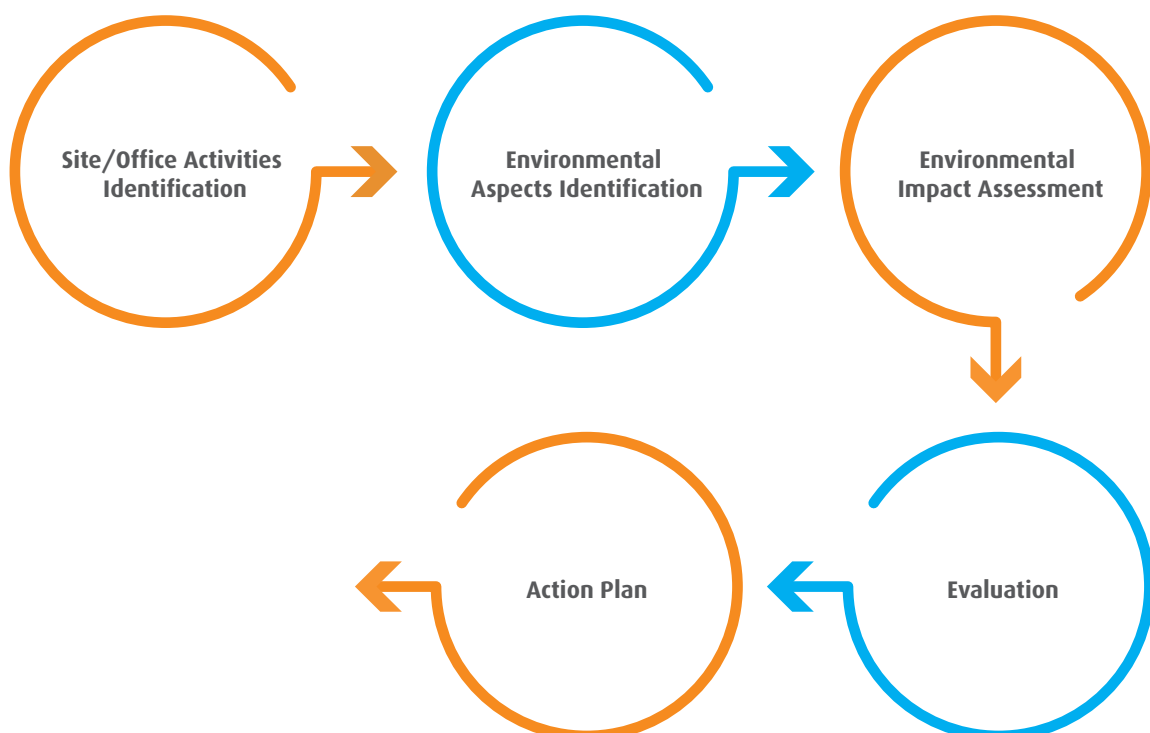 Site/Office Activities
Identification
Environmental
Aspects Identification
Environmental
Impact Assessment
Evaluation
Action Plan